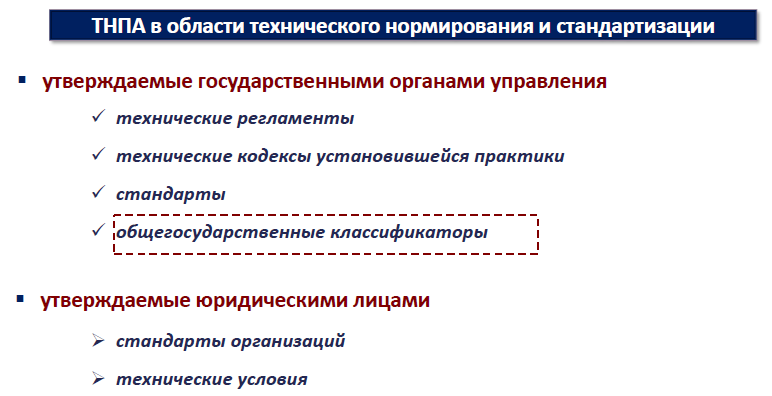 ТНПА в области технического нормирования и стандартизации
утверждаемые государственными органами управления
технические регламенты
технические кодексы установившейся практики
стандарты
общегосударственные классификаторы
утверждаемые юридическими лицами
стандарты организаций
технические условия